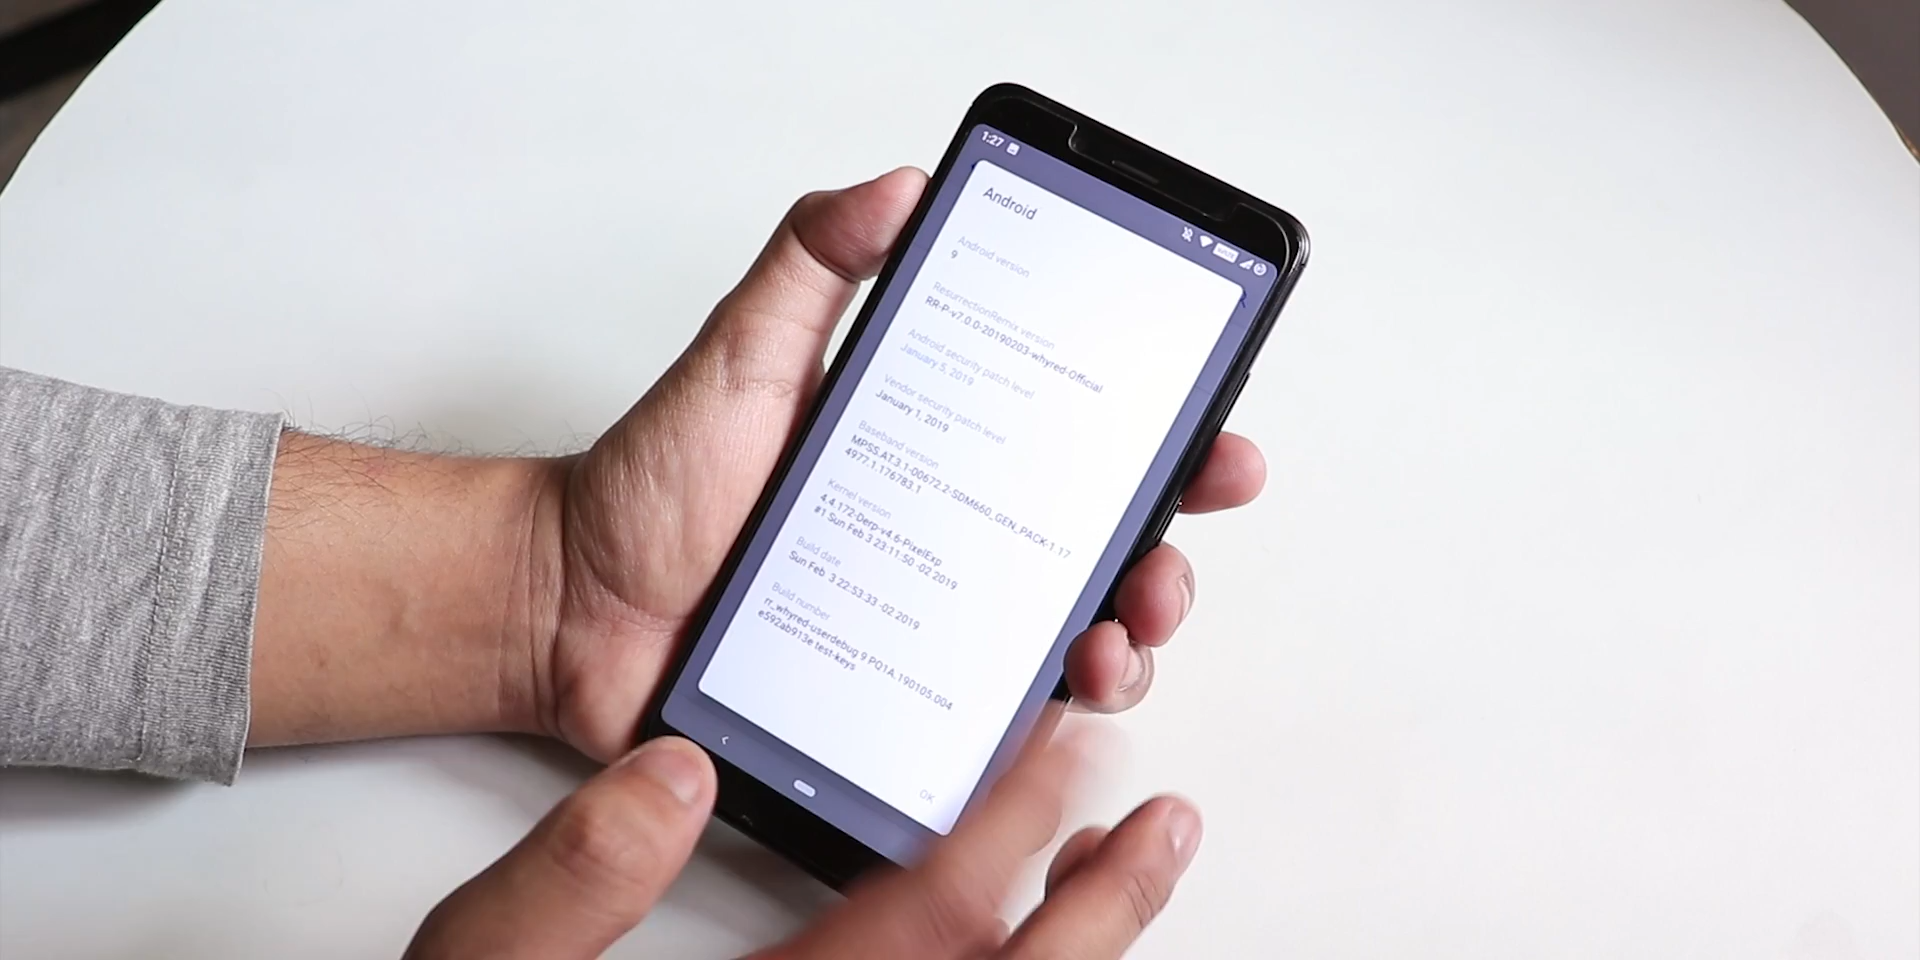 1:27
Android
Android version
9
ResurrectionRemix version
RR-P-v7.0.0-20190203-whyred-Official
Android security patch level
January 5, 2019
Vendor security patch level
January 1, 2019
Baseband version
MPSS.AT.3.1-00672.2-SDM660_GEN_PACK-1.17
4977.1.176783.1
Kernel version
4.4.172-Derp-v4.6-PixelExp
#1 Sun Feb 3 23:11:50 -02 2019
Build date
Sun Feb 3 22:53:33 -02 2019
Build number
rr_whyred-userdebug 9 PQ1A.190105.004
e592ab913e test-keys
OK